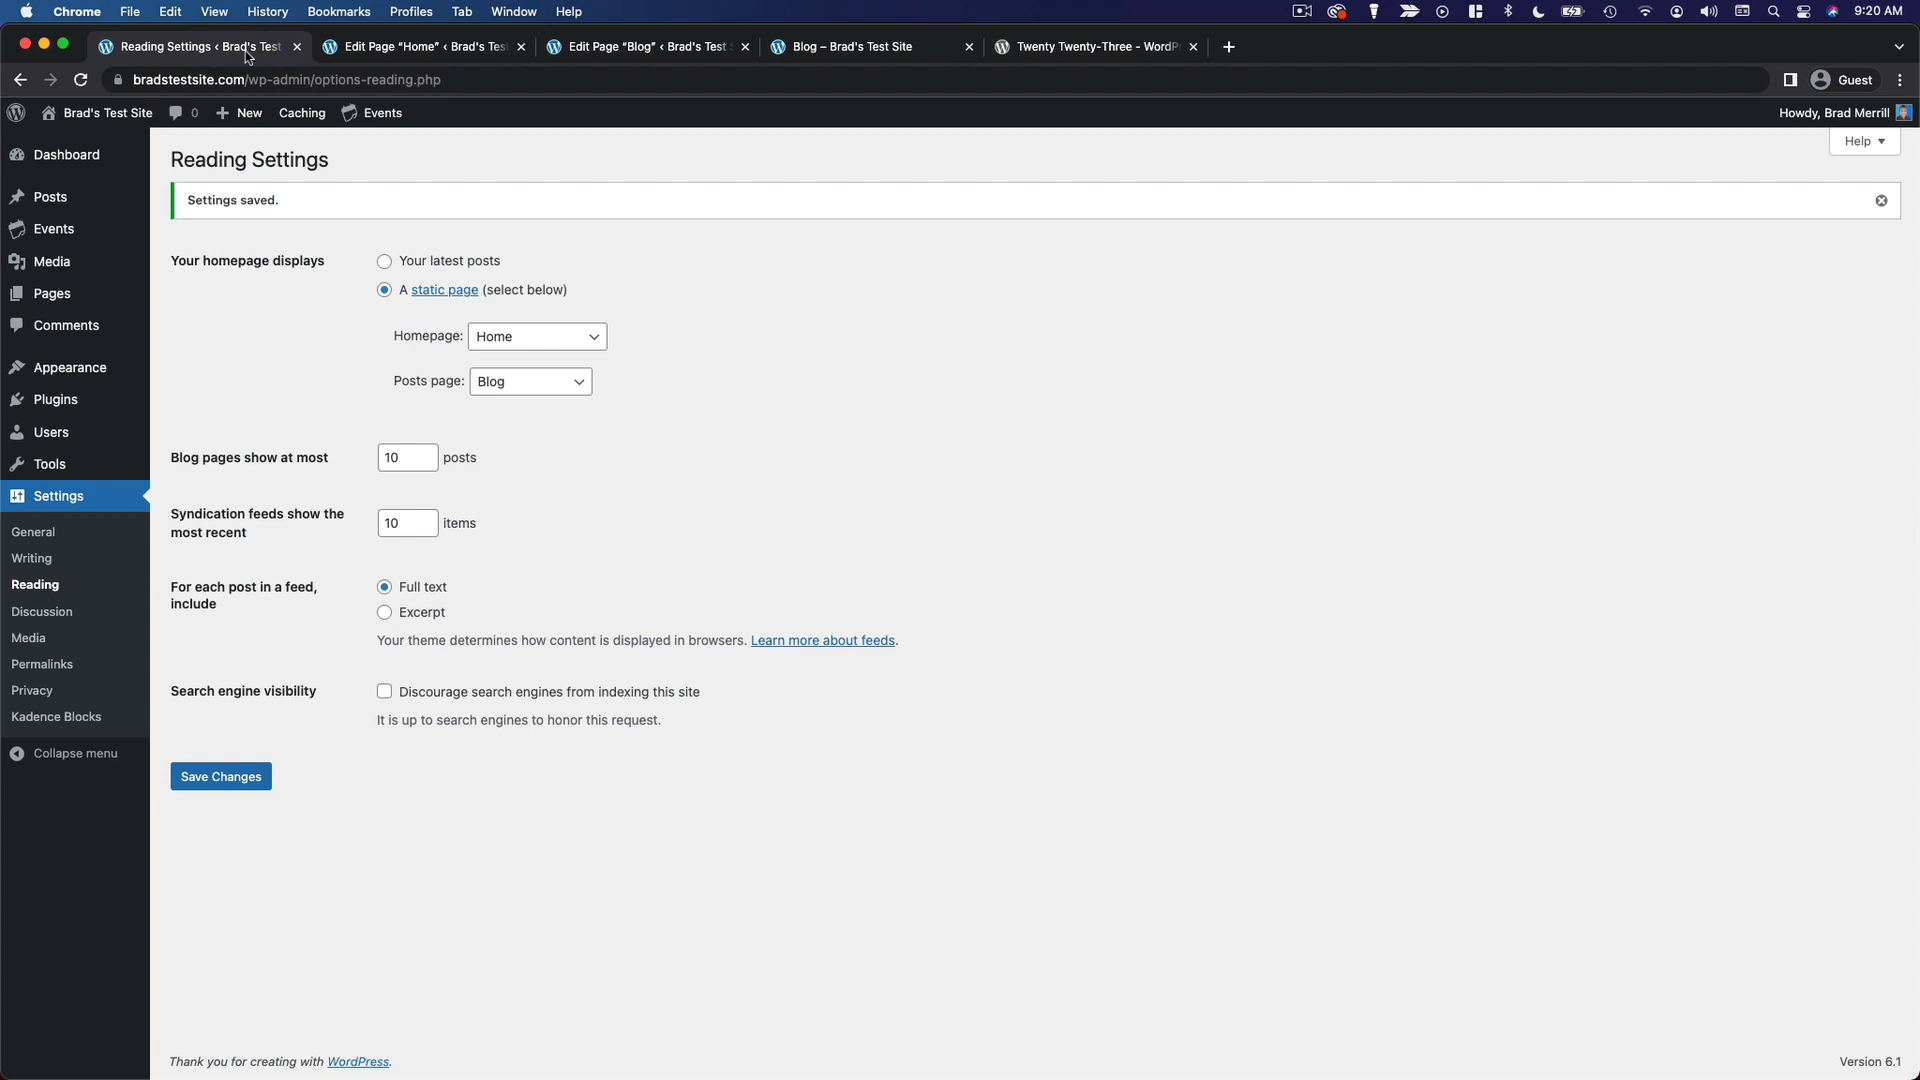 Chrome File Edit View History Bookmarks Profiles Tab Window Help 9:20 AM
Reading Settings ‹ Brad's Test
Edit Page “Home” ‹ Brad's Tes
Edit Page “Blog” ‹ Brad's Test
Blog – Brad's Test Site
Twenty Twenty-Three - WordP
bradstestsite.com/wp-admin/options-reading.php
Guest
Brad's Test Site 0 New Caching Events
Howdy, Brad Merrill
Help
Dashboard
Posts
Events
Media
Pages
Comments
Appearance
Plugins
Users
Tools
Settings
General
Writing
Reading
Discussion
Media
Permalinks
Privacy
Kadence Blocks
Collapse menu
Reading Settings
Settings saved.
Your homepage displays
Your latest posts
A static page (select below)
Homepage: Home
Posts page: Blog
Blog pages show at most 10 posts
Syndication feeds show the
most recent
10 items
For each post in a feed,
include
Full text
Excerpt
Your theme determines how content is displayed in browsers. Learn more about feeds.
Search engine visibility
Discourage search engines from indexing this site
It is up to search engines to honor this request.
Save Changes
Thank you for creating with WordPress.
Version 6.1